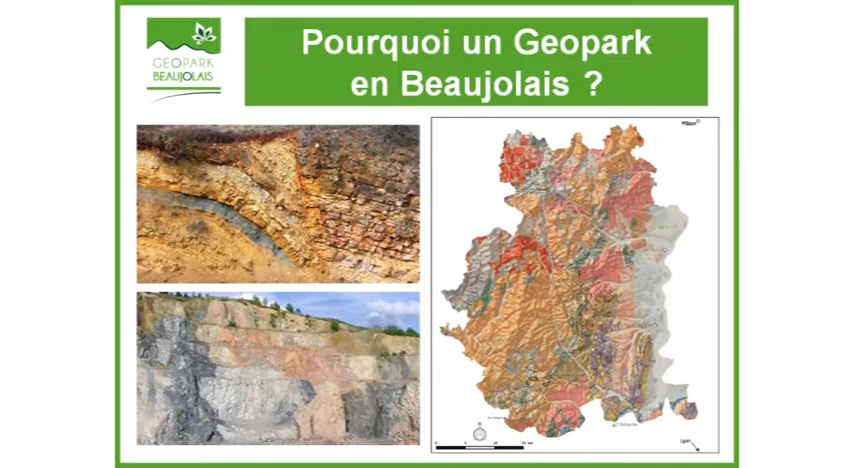 GEOPARK
BEAUJOLAIS
Pourquoi un Geopark
en Beaujolais ?
Mâcon
Lyon